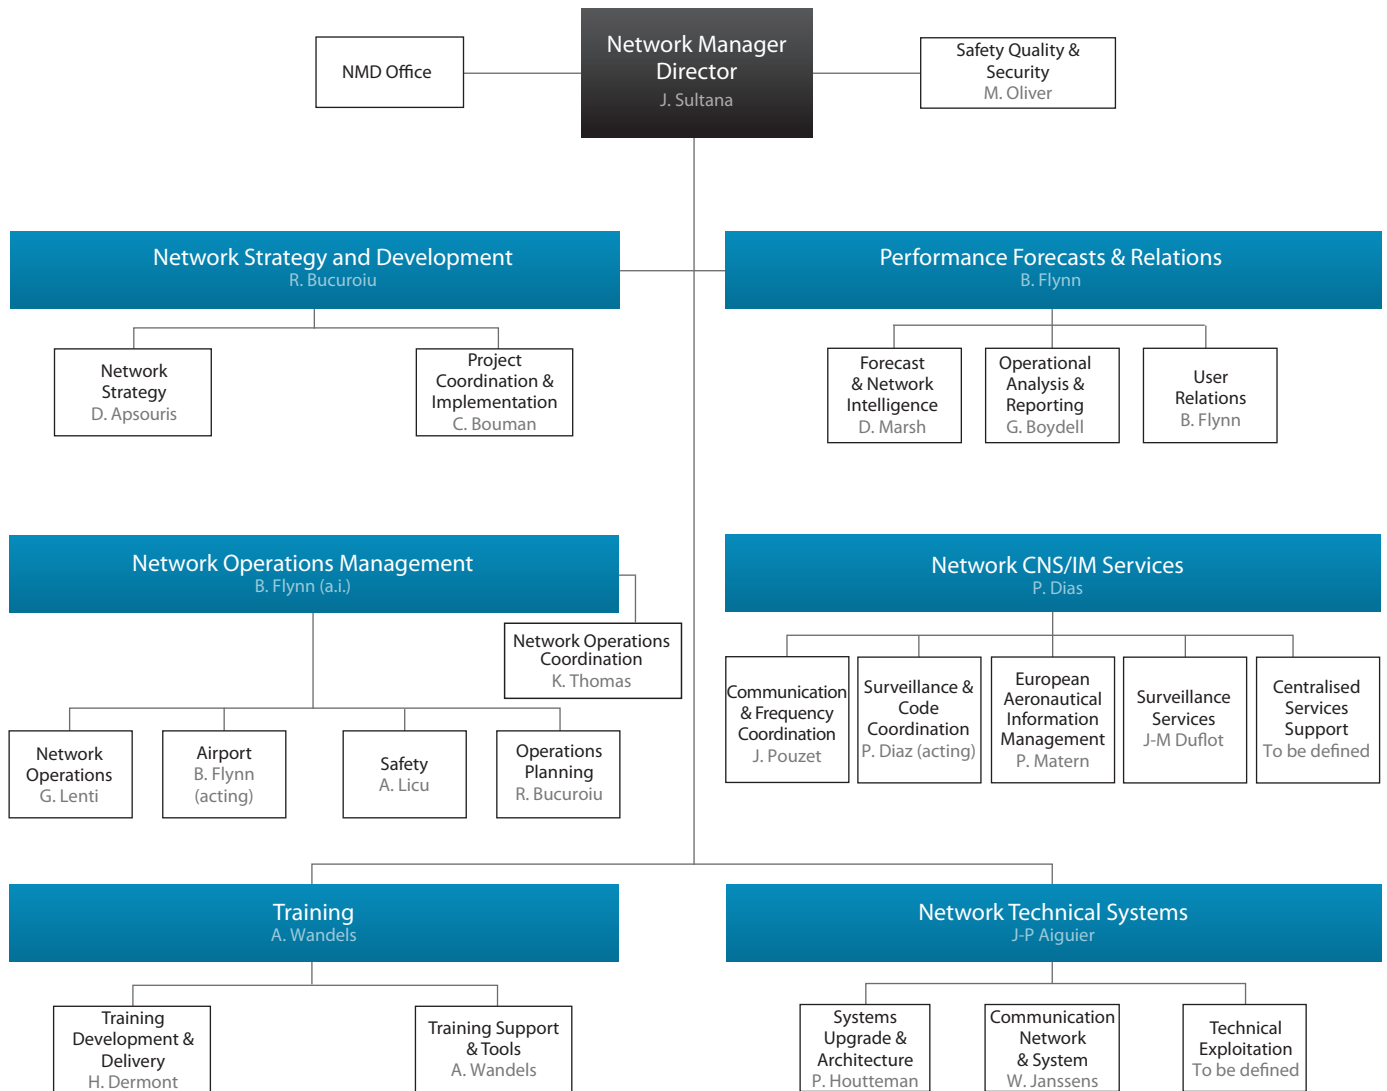 NMD Office
Network Manager
Director
J. Sultana
Safety Quality &
Security
M. Oliver
Network Strategy and Development
R. Bucuroiu
Performance Forecasts & Relations
B. Flynn
Network
Strategy
D. Apsouris
Project
Coordination &
Implementation
C. Bouman
Forecast
& Network
Intelligence
D. Marsh
Operational
Analysis &
Reporting
G. Boydell
User
Relations
B. Flynn
Network Operations Management
B. Flynn (a.i.)
Network CNS/IM Services
P. Dias
Network Operations
Coordination
K. Thomas
Network
Operations
G. Lenti
Airport
B. Flynn
(acting)
Safety
A. Licu
Operations
Planning
R. Bucuroiu
Communication
& Frequency
Coordination
J. Pouzet
Surveillance &
Code
Coordination
P. Diaz (acting)
European
Aeronautical
Information
Management
P. Matern
Surveillance
Services
J-M Duflot
Centralised
Services
Support
To be defined
Training
A. Wandels
Network Technical Systems
J-P Aiguier
Training
Development &
Delivery
H. Dermont
Training Support
& Tools
A. Wandels
Systems
Upgrade &
Architecture
P. Houtteman
Communication
Network
& System
W. Janssens
Technical
Exploitation
To be defined